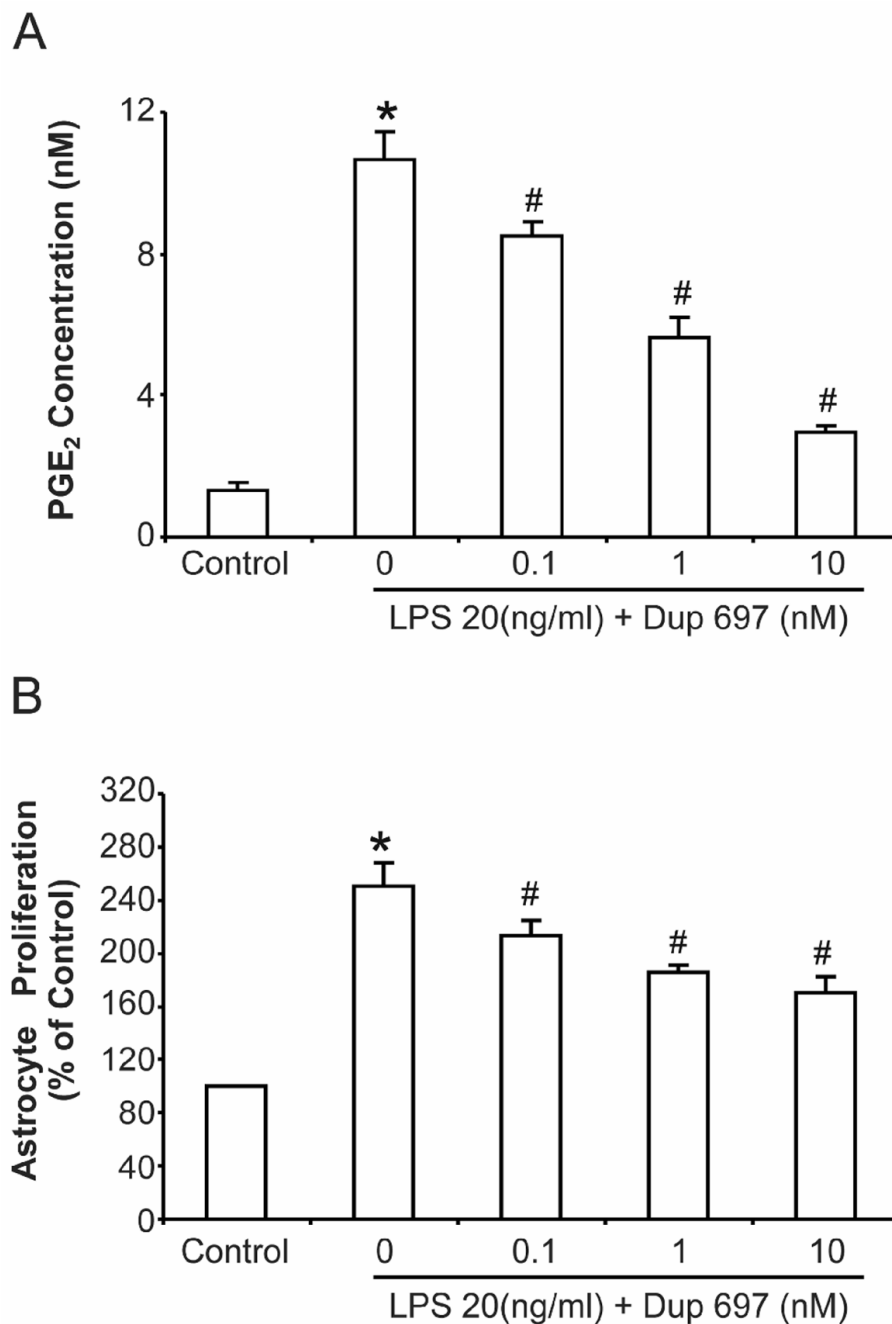 A
PGE₂ Concentration (nM)
12
8
4
0
*
#
#
#
Control 0 0.1 1 10
LPS 20(ng/ml) + Dup 697 (nM)
B
Astrocyte Proliferation
(% of Control)
320
280
240
200
160
120
80
40
0
*
#
#
#
Control 0 0.1 1 10
LPS 20(ng/ml) + Dup 697 (nM)